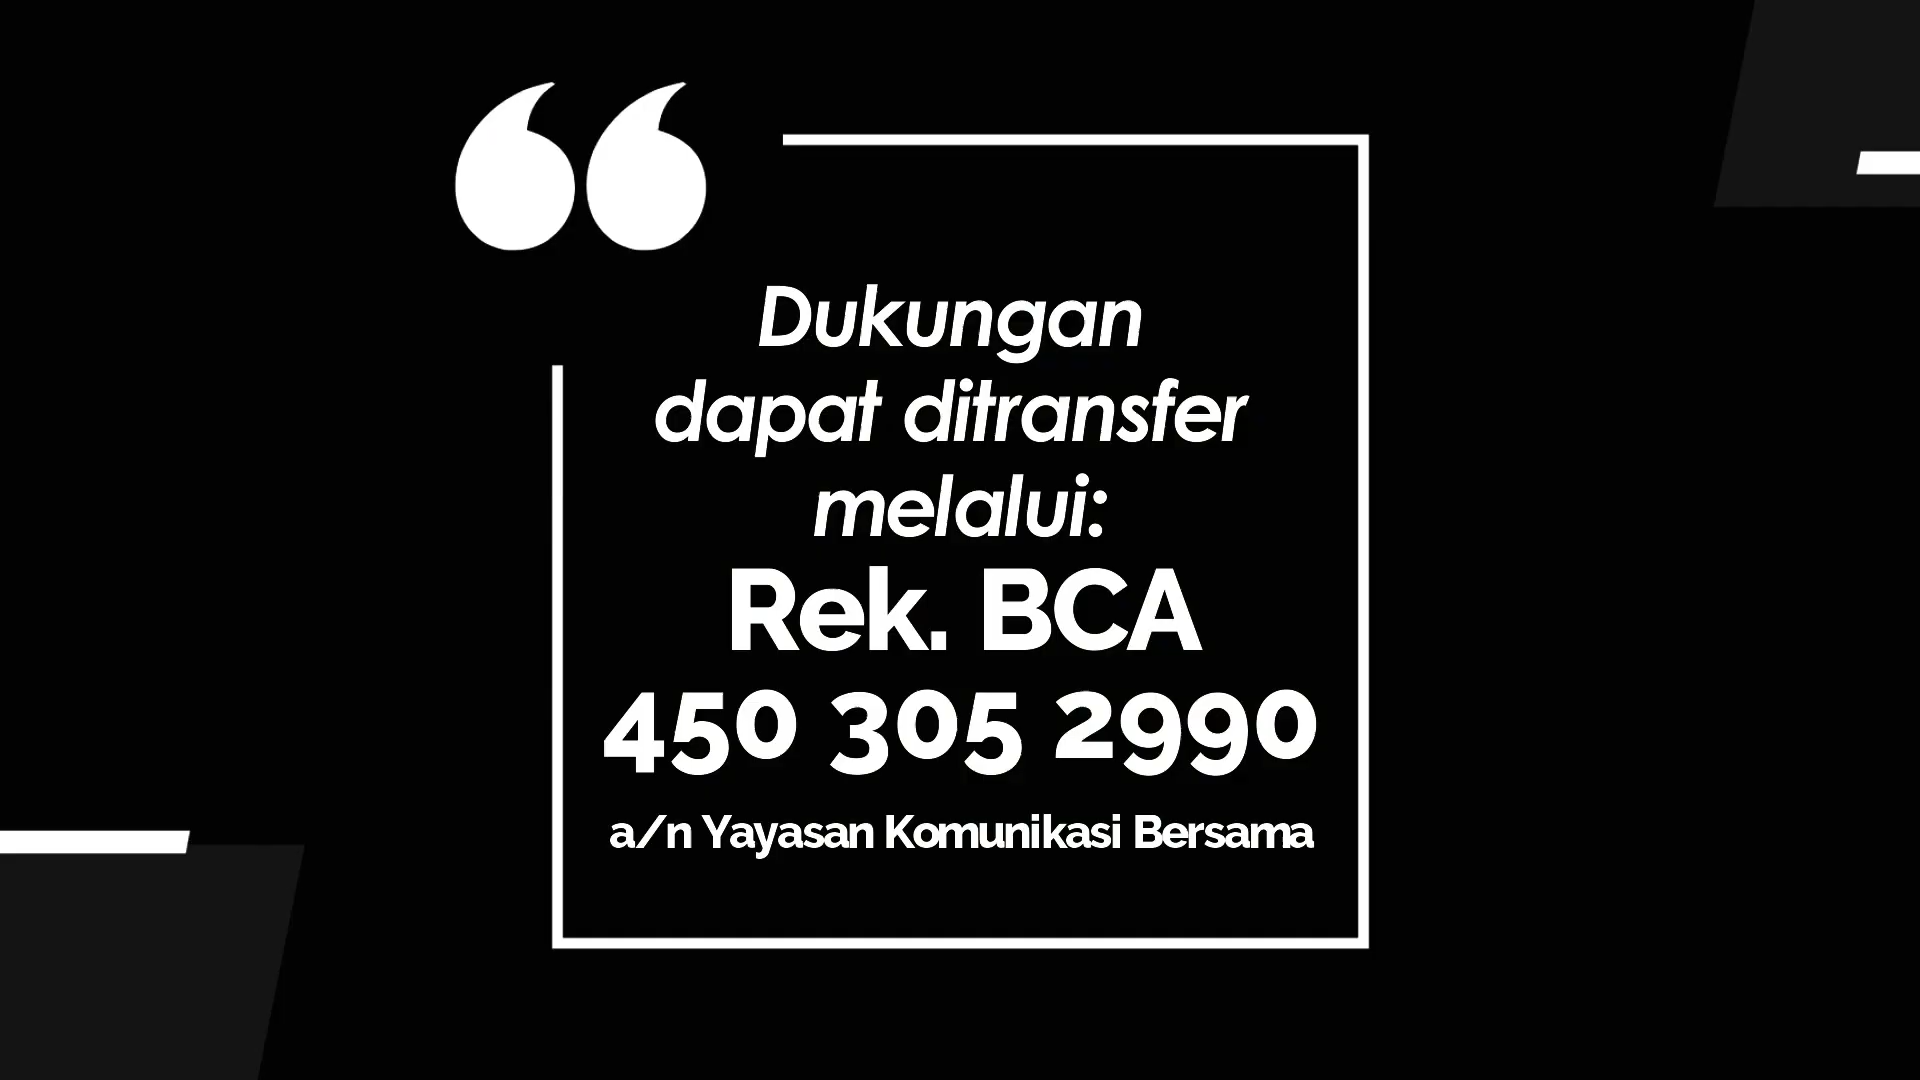 Dukungan
dapat ditransfer
melalui:
Rek. BCA
450 305 2990
a/n Yayasan Komunikasi Bersama